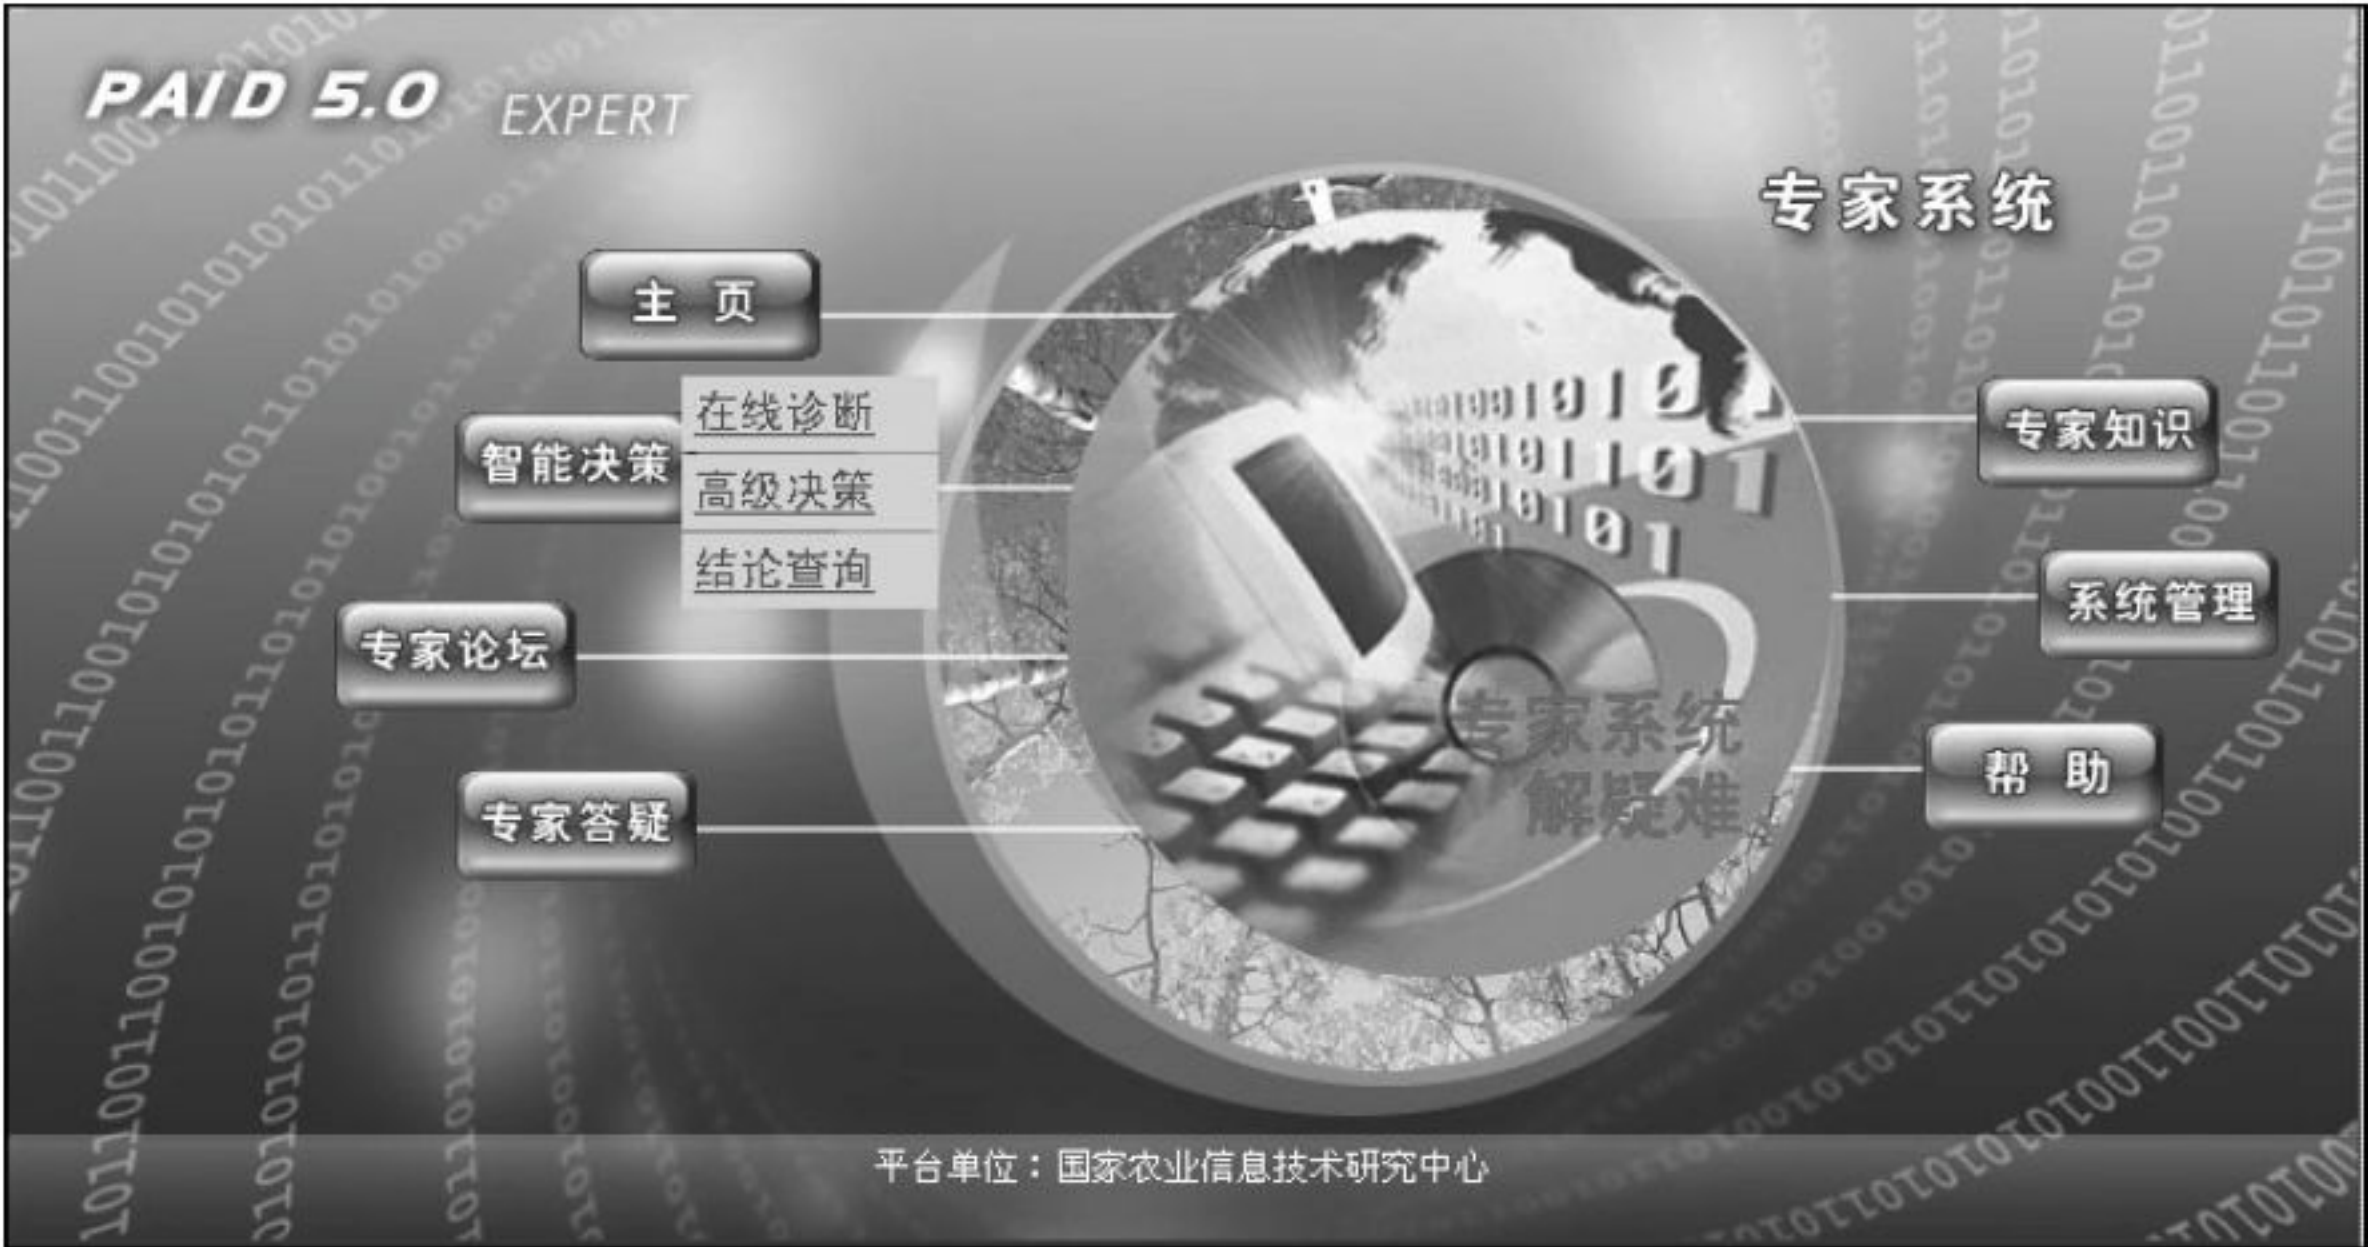 PAID 5.0 EXPERT
专家系统
主 页
在线诊断
智能决策
高级决策
结论查询
专家论坛
专家答疑
专家知识
系统管理
帮 助
专家系统
解疑难
平台单位：国家农业信息技术研究中心